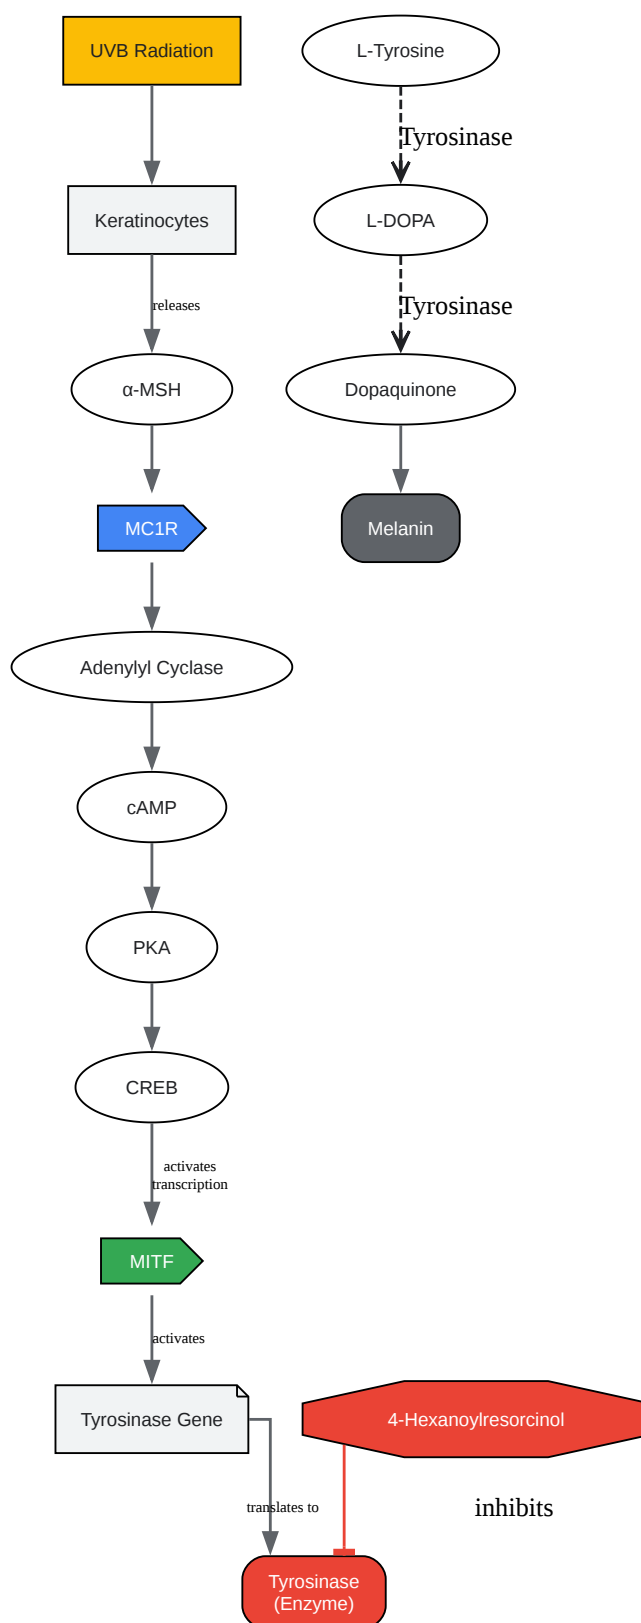 UVB Radiation
L-Tyrosine
Tyrosinase
Keratinocytes
L-DOPA
releases
Tyrosinase
α-MSH
Dopaquinone
MC1R
Melanin
Adenylyl Cyclase
cAMP
PKA
CREB
activates
transcription
MITF
activates
Tyrosinase Gene
4-Hexanoylresorcinol
translates to
inhibits
Tyrosinase
(Enzyme)